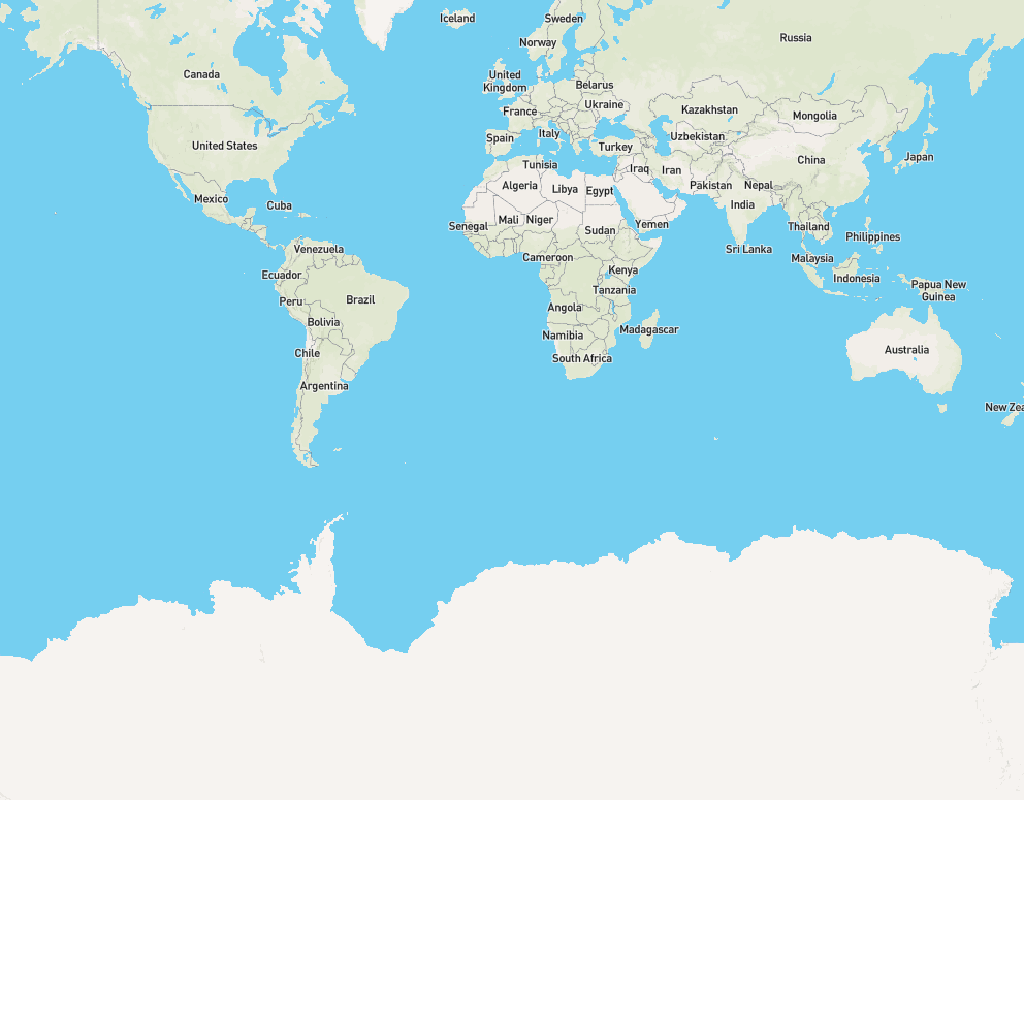 Iceland
Sweden
Russia
Norway
Canada
United
Kingdom
Belarus
Ukraine
Kazakhstan
France
Mongolia
Italy
Spain
Uzbekistan
United States
Turkey
Japan
China
Tunisia
Iraq
Iran
Algeria
Libya
Egypt
Pakistan
Nepal
Mexico
Cuba
India
Mali
Niger
Senegal
Yemen
Thailand
Sudan
Philippines
Venezuela
Sri Lanka
Cameroon
Malaysia
Ecuador
Kenya
Indonesia
Papua New
Guinea
Tanzania
Peru
Brazil
Angola
Bolivia
Madagascar
Namibia
Australia
Chile
South Africa
Argentina
New Zea